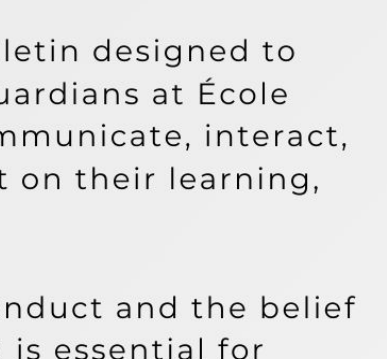 letin designed to
uardians at École
mmunicate, interact,
t on their learning,
nduct and the belief
is essential for